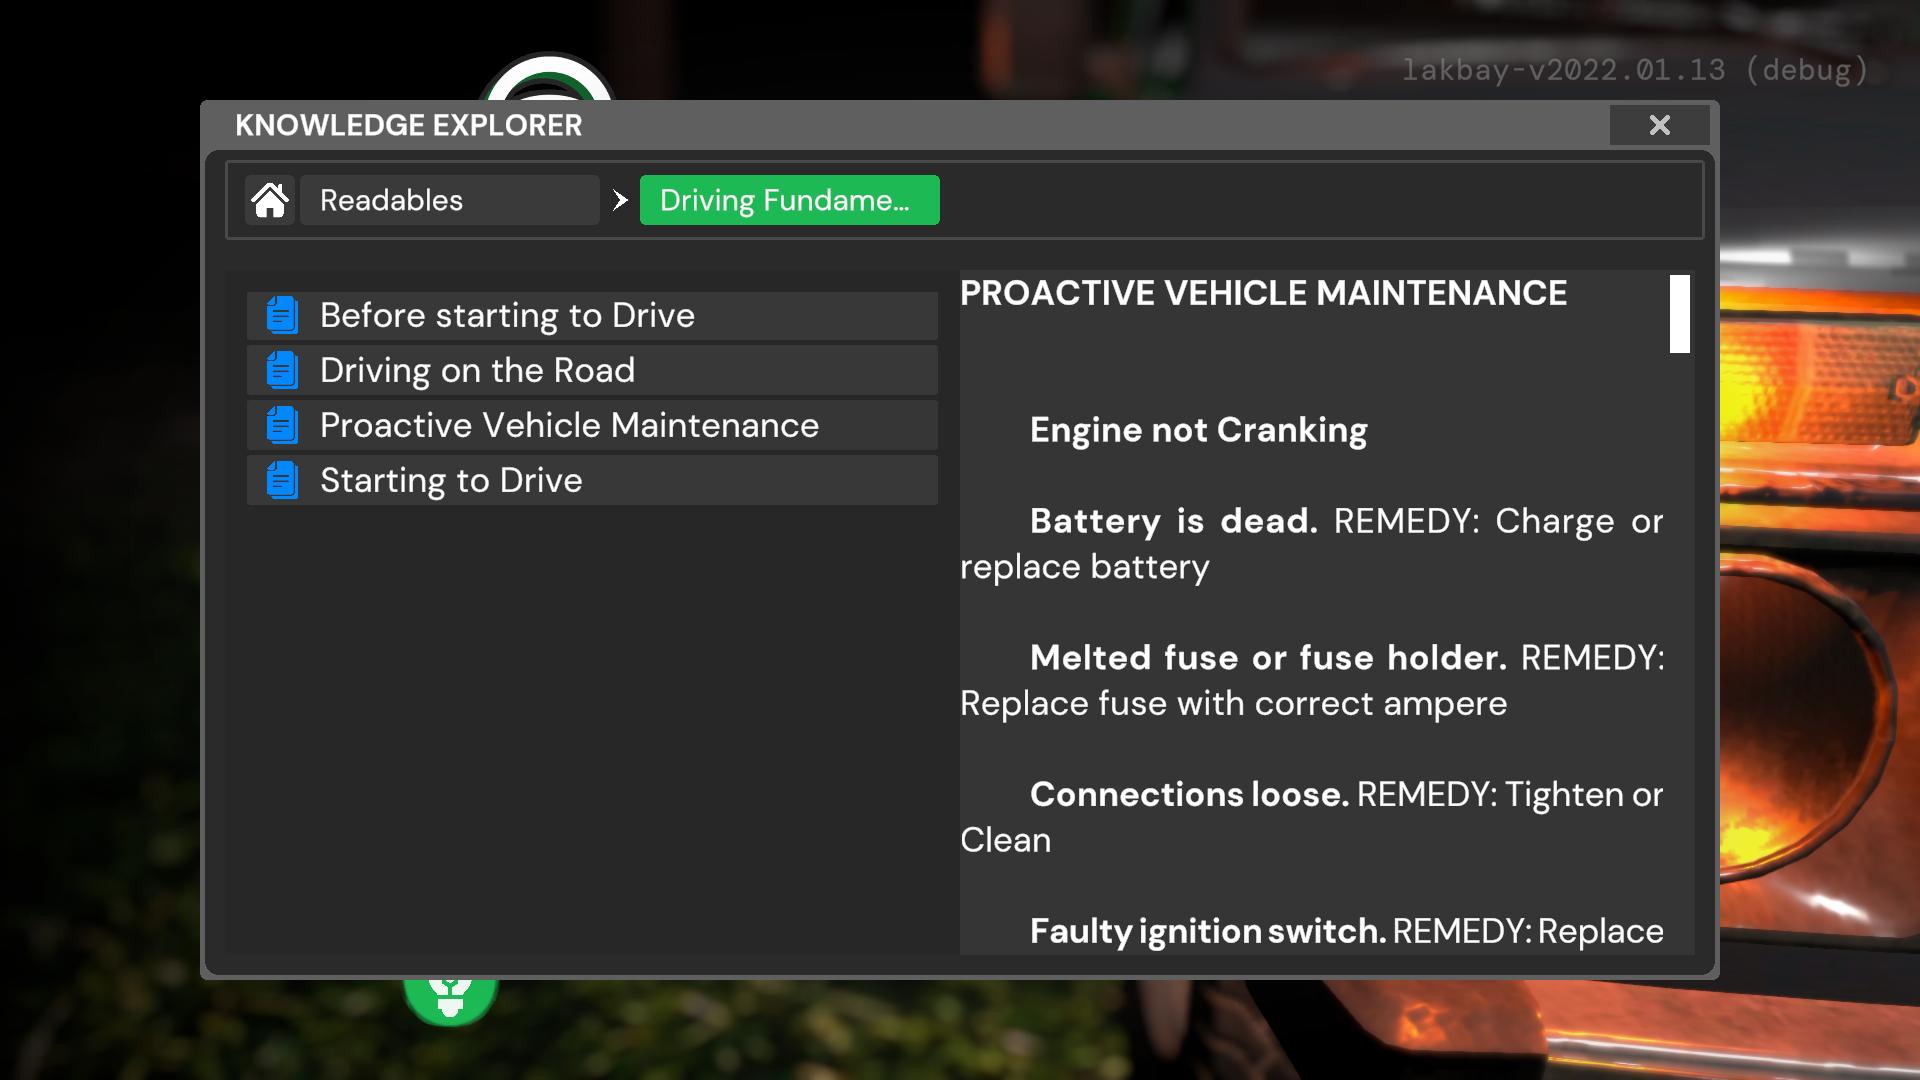 lakbay-v2022.01.13 (debug)
KNOWLEDGE EXPLORER
Readables
Driving Fundame...
Before starting to Drive
Driving on the Road
Proactive Vehicle Maintenance
Starting to Drive
PROACTIVE VEHICLE MAINTENANCE
Engine not Cranking
Battery is dead. REMEDY: Charge or
replace battery
Melted fuse or fuse holder. REMEDY:
Replace fuse with correct ampere
Connections loose. REMEDY: Tighten or
Clean
Faulty ignition switch. REMEDY: Replace